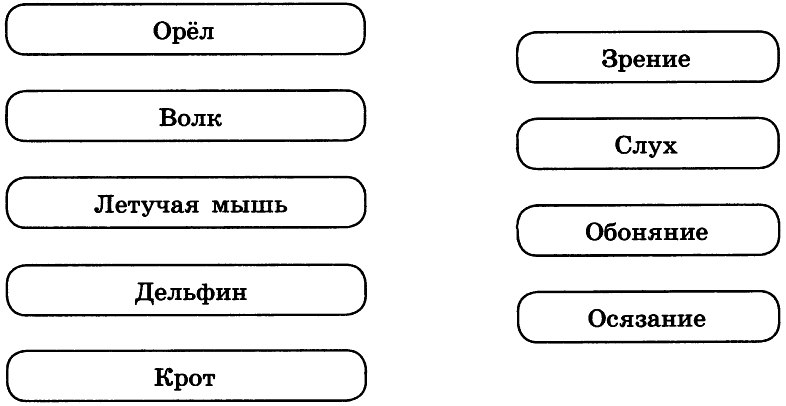 Орёл
Волк
Летучая мышь
Дельфин
Крот
Зрение
Слух
Обоняние
Осязание